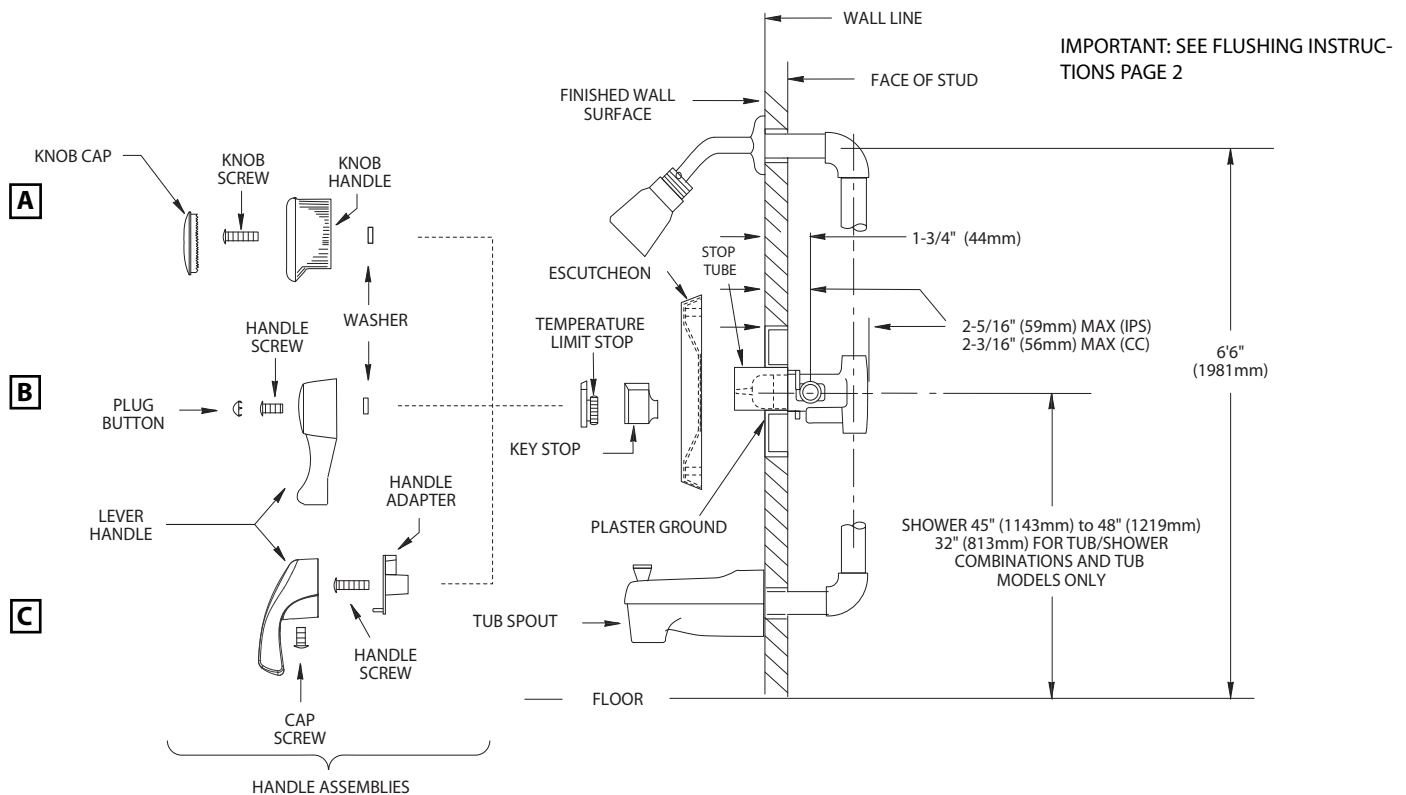 WALL LINE
IMPORTANT: SEE FLUSHING INSTRUC-
TIONS PAGE 2
FACE OF STUD
FINISHED WALL
SURFACE
KNOB CAP
KNOB
SCREW
KNOB
HANDLE
A
1-3/4" (44mm)
STOP
TUBE
ESCUTCHEON
WASHER
HANDLE
SCREW
TEMPERATURE
LIMIT STOP
2-5/16" (59mm) MAX (IPS)
2-3/16" (56mm) MAX (CC)
6'6"
(1981mm)
B
PLUG
BUTTON
KEY STOP
HANDLE
ADAPTER
LEVER
HANDLE
PLASTER GROUND
SHOWER 45" (1143mm) to 48" (1219mm)
32" (813mm) FOR TUB/SHOWER
COMBINATIONS AND TUB
MODELS ONLY
C
TUB SPOUT
HANDLE
SCREW
FLOOR
CAP
SCREW
HANDLE ASSEMBLIES